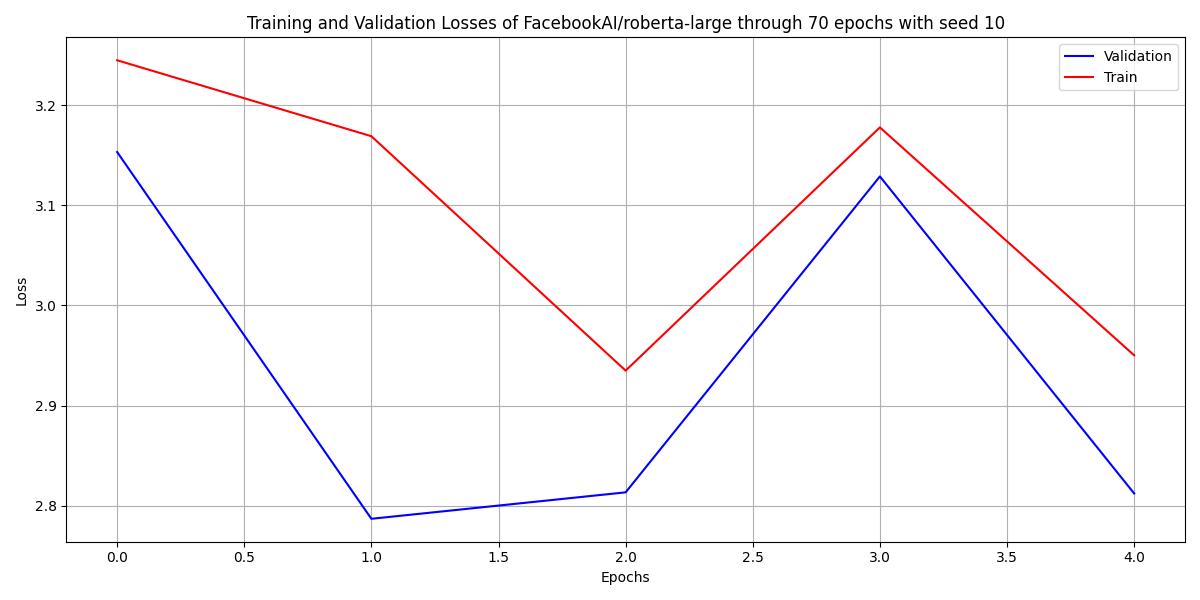 Training and Validation Losses of FacebookAI/roberta-large through 70 epochs with seed 10
Validation
Train
Loss
3.2
3.1
3.0
2.9
2.8
0.0 0.5 1.0 1.5 2.0 2.5 3.0 3.5 4.0
Epochs